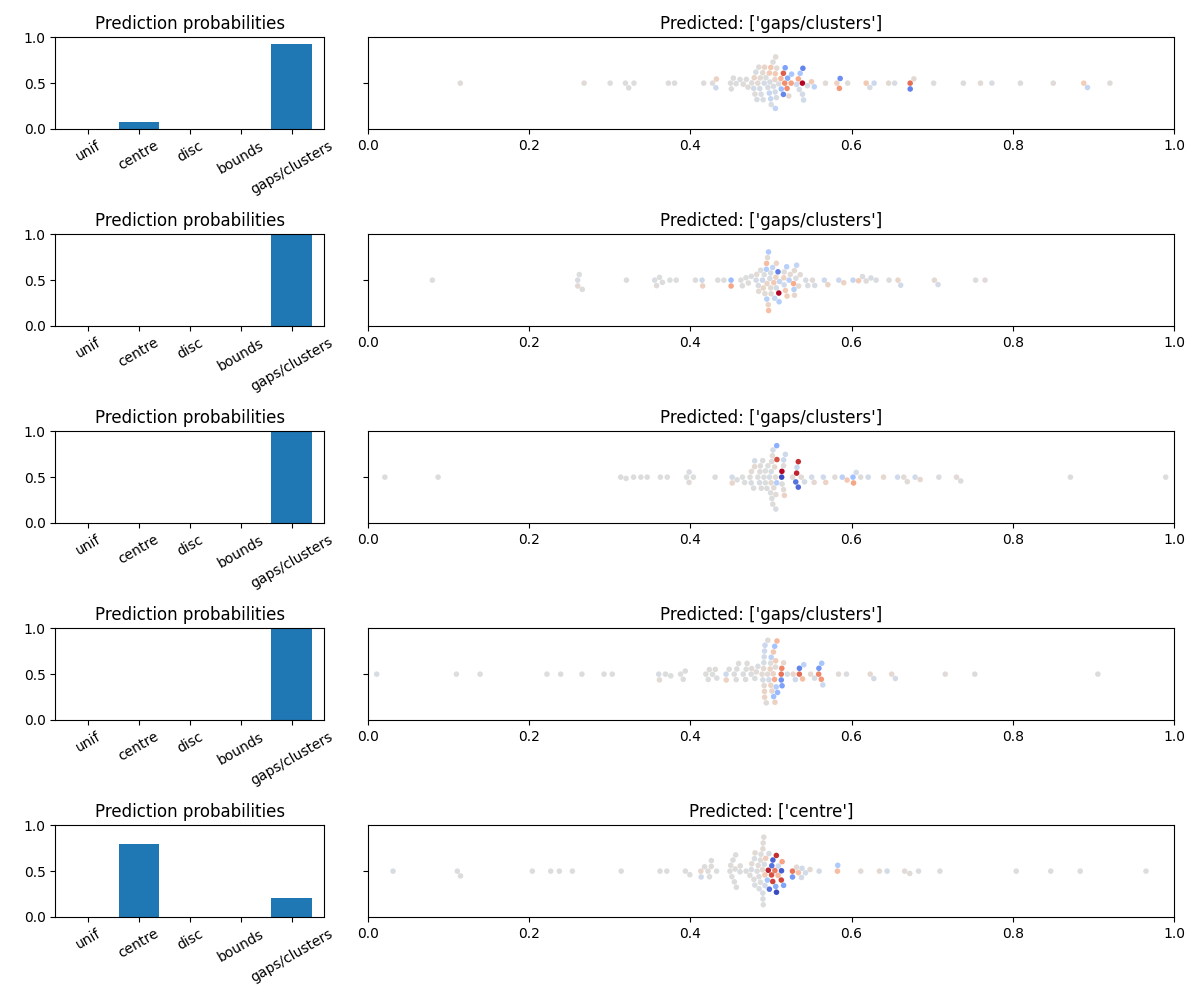 Prediction probabilities
Predicted: ['gaps/clusters']
1.0
0.5
0.0
unif
centre
disc
bounds
gaps/clusters
0.0 0.2 0.4 0.6 0.8 1.0
Prediction probabilities
Predicted: ['gaps/clusters']
1.0
0.5
0.0
unif
centre
disc
bounds
gaps/clusters
0.0 0.2 0.4 0.6 0.8 1.0
Prediction probabilities
Predicted: ['gaps/clusters']
1.0
0.5
0.0
unif
centre
disc
bounds
gaps/clusters
0.0 0.2 0.4 0.6 0.8 1.0
Prediction probabilities
Predicted: ['gaps/clusters']
1.0
0.5
0.0
unif
centre
disc
bounds
gaps/clusters
0.0 0.2 0.4 0.6 0.8 1.0
Prediction probabilities
Predicted: ['centre']
1.0
0.5
0.0
unif
centre
disc
bounds
gaps/clusters
0.0 0.2 0.4 0.6 0.8 1.0